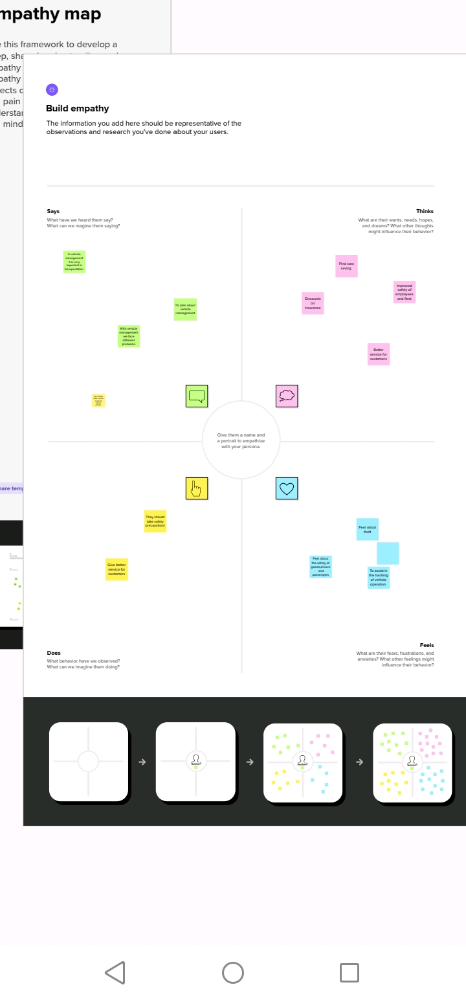 mpathy map
e this framework to develop a
ep,
pathy
pathy
ects
pain
derstan
mind
Build empathy
The information you add here should be representative of the
observations and research you've done about your users.
Says
What have we heard them say?
What can we magine them saying?
Thinks
What are their wants, needs, hopes,
and dreams? What other thoughts
might influence their behavior?
In vehicle
management
it is very
important in
transportation
To plan about
vehicle
management
With vehicle
management
we face
different
problems
Find cost
saving
Improved
safety of
employees
and fleet
Discounts
on
insurance
Better
service for
customers
Give them a name and
a portrait to empathize
with your persona.
hare temp
They should
take safety
precautions
Give better
service for
customers
Fear about
theft
Fear about
the safety of
goods,drivers
and
passengers
To assist in
the tracking
of vehicle
operation
Does
What behavior have we observed?
What can we imagine them doing?
Feels
What are their fears, frustrations, and
anxieties? What other feelings might
influence their behavior?